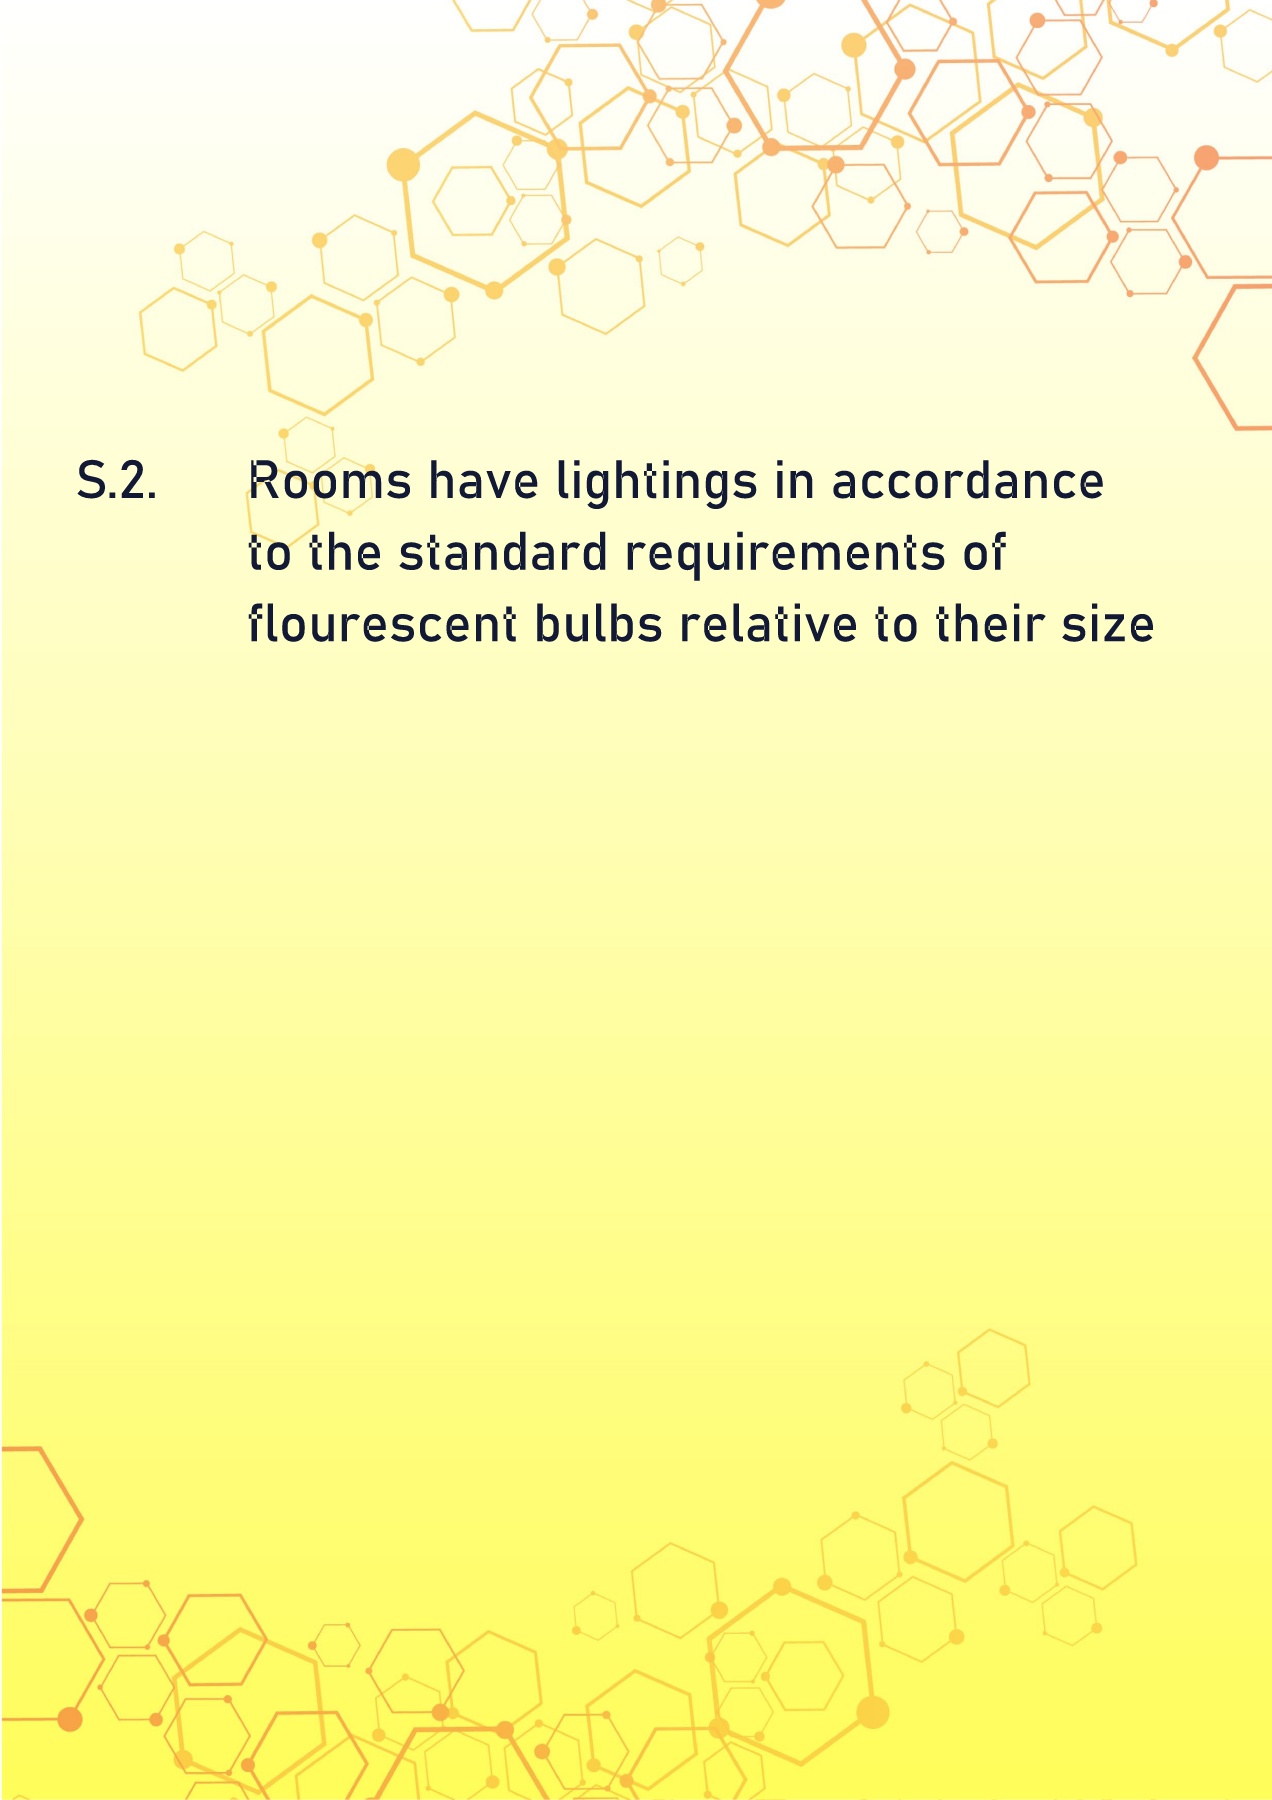 S.2. Rooms have lightings in accordance
to the standard requirements of
flourescent bulbs relative to their size